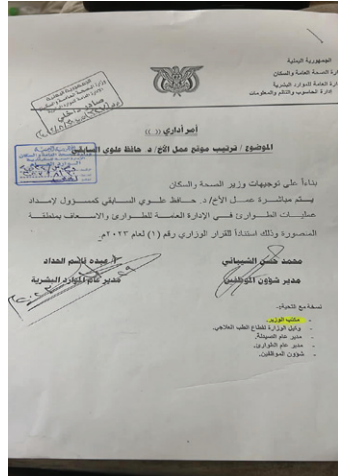 الجمهورية اليمنية
وزارة الصحة العامة والسكان
الإدارة العامة للموارد البشرية
إدارة الحاسوب والنظم والمعلومات
أمر أداري (( ))
الموضوع / ترتيب موقع عمل الأخ/ د. حافظ علوي السابقي
بناءاً على توجيهات وزير الصحة والسكان
يتم مباشرة عمل الأخ/ د. حافظ علوي السابقي كمسؤول لإمداد
عمليات الطوارئ في الإدارة العامة للطوارئ والاسعاف بمنطقة
المنصورة وذلك استناداً للقرار الوزاري رقم (١) لعام ٢٠٢٣م.
محمد حسن الشيباني
مدير شؤون الموظفين
عبده قاسم الحداد
مدير عام الموارد البشرية
نسخة مع التحية:-
- مكتب الوزير.
- وكيل الوزارة لقطاع الطب العلاجي.
- مدير عام الصيدلة.
- مدير عام الطوارئ.
- شؤون الموظفين.